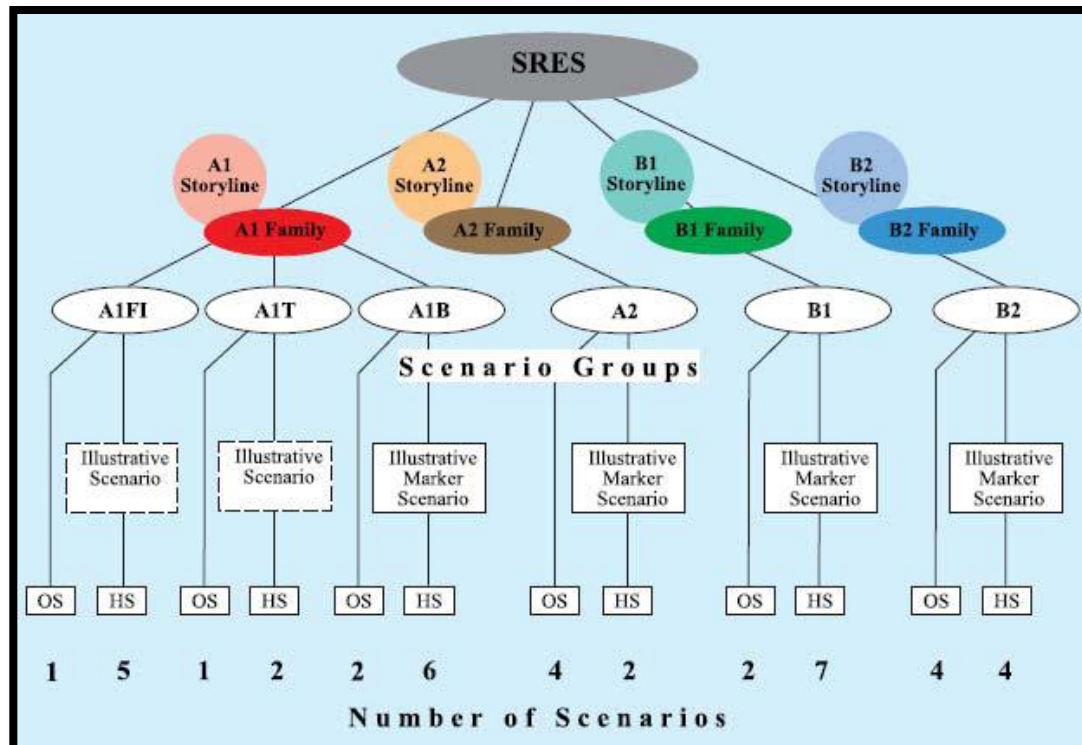 SRES
A1
Storyline
A2
Storyline
B1
Storyline
B2
Storyline
A1 Family
A2 Family
B1 Family
B2 Family
A1FI
A1T
A1B
A2
B1
B2
Scenario Groups
Illustrative
Scenario
Illustrative
Scenario
Illustrative
Marker
Scenario
Illustrative
Marker
Scenario
Illustrative
Marker
Scenario
Illustrative
Marker
Scenario
OS HS OS HS OS HS OS HS OS HS OS HS
1 5 1 2 2 6 4 2 2 7 4 4
Number of Scenarios